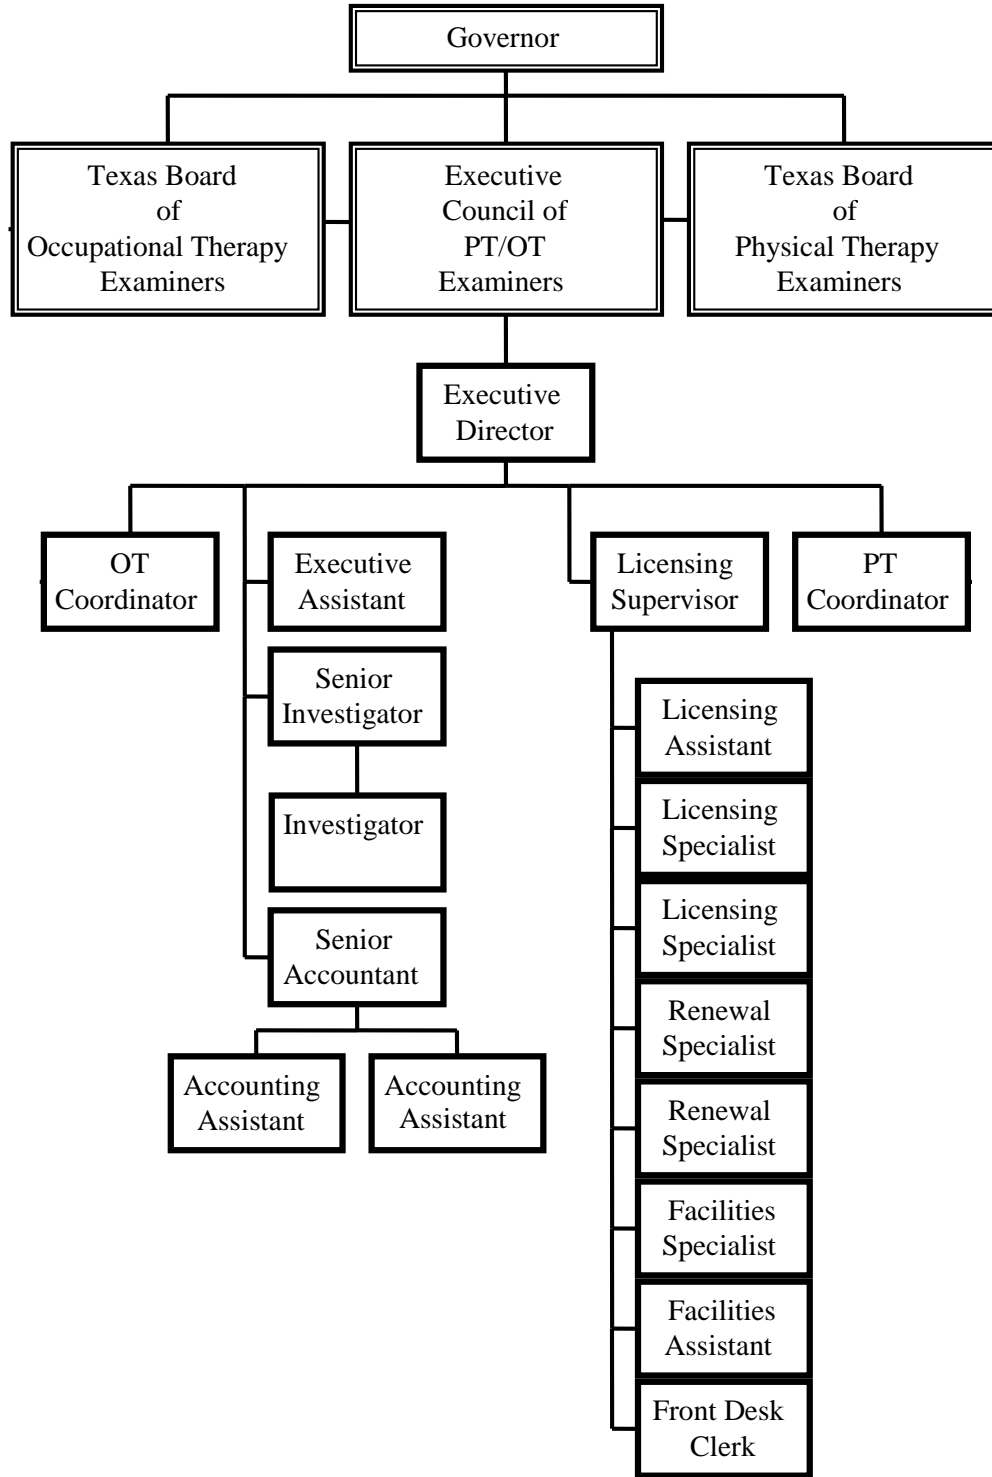 Governor
Texas Board
of
Occupational Therapy
Examiners
Executive
Council of
PT/OT
Examiners
Texas Board
of
Physical Therapy
Examiners
Executive
Director
OT
Coordinator
Executive
Assistant
Licensing
Supervisor
PT
Coordinator
Senior
Investigator
Investigator
Senior
Accountant
Accounting
Assistant
Accounting
Assistant
Licensing
Assistant
Licensing
Specialist
Licensing
Specialist
Renewal
Specialist
Renewal
Specialist
Facilities
Specialist
Facilities
Assistant
Front Desk
Clerk